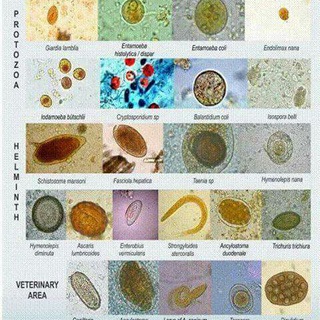 PROTOZOA
Giardia lamblia
Entamoeba histolytica / dispar
Entamoeba coli
Endolimax nana
Iodamoeba bütschlii
Cryptosporidium sp
Balantidium coli
Isospora belli
HELMINTH
Schistosoma mansoni
Fasciola hepatica
Taenia sp
Hymenolepis nana
Hymenolepis diminuta
Ascaris lumbricoides
Enterobius vermicularis
Strongyloides stercoralis
Ancylostoma duodenale
Trichuris trichiura
VETERINARY AREA